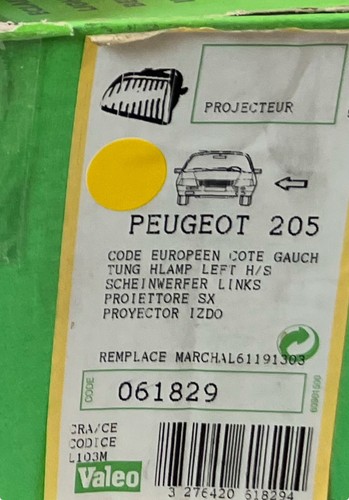 PROJECTEUR
PEUGEOT 205
CODE EUROPEEN COTE GAUCH
TUNG HLAMP LEFT H/S
SCHEINWERFER LINKS
PROIETTORE SX
PROYECTOR IZDO
REMPLACE MARCHAL61191303
CODE
061829
CRA/CE
CODICE
L103M
Valeo
3 276420 618294